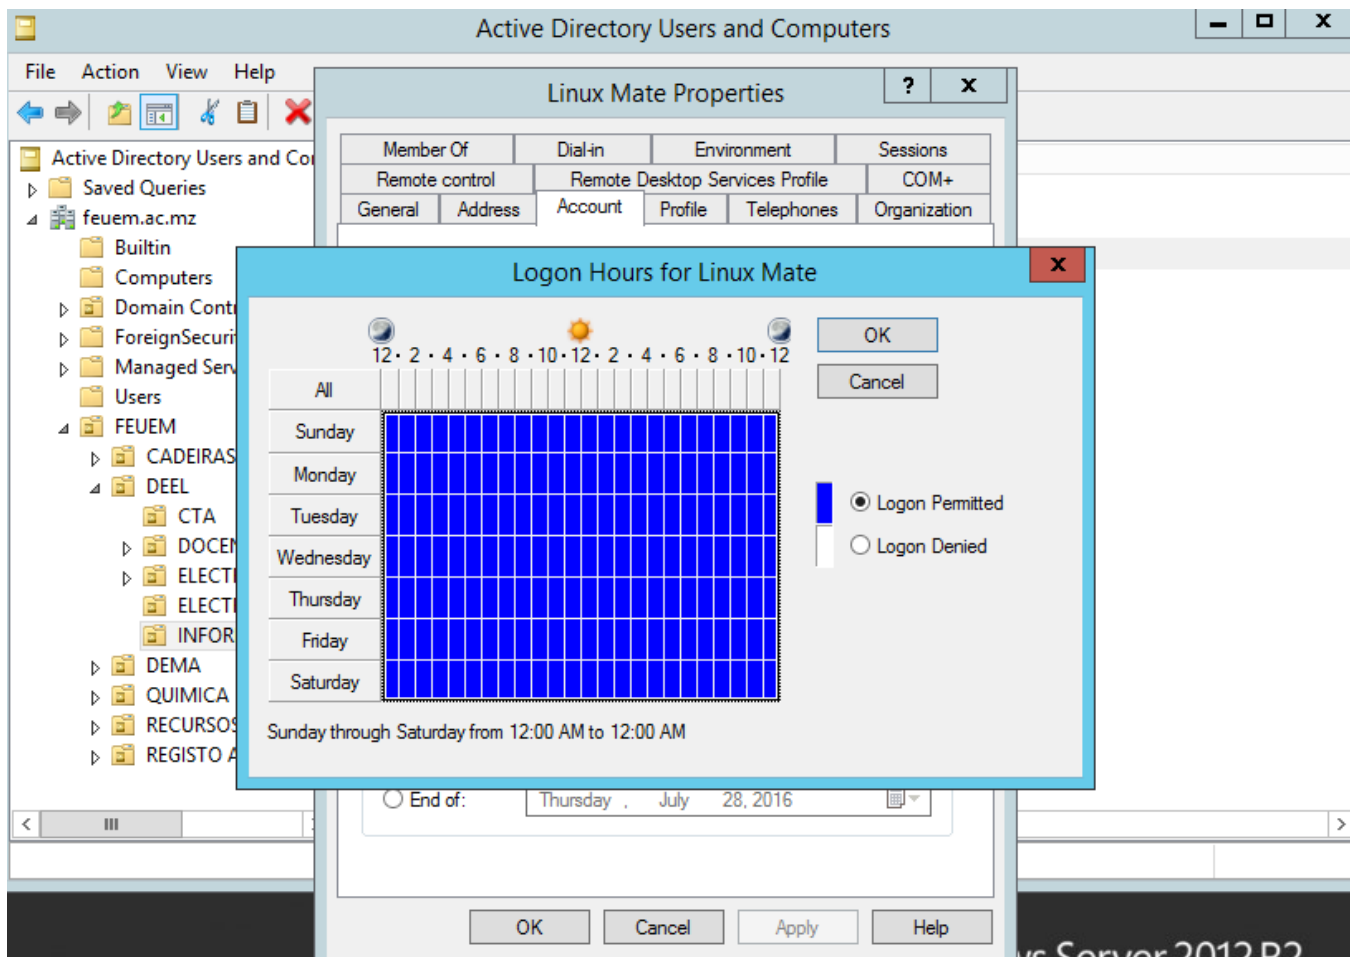 Active Directory Users and Computers
File Action View Help
Linux Mate Properties
?
Member Of Dial-in Environment Sessions
Remote control Remote Desktop Services Profile COM+
General Address Account Profile Telephones Organization
Active Directory Users and Co
Saved Queries
feuem.ac.mz
Builtin
Computers
Domain Cont
ForeignSecuri
Managed Serv
Users
FEUEM
CADEIRAS
DEEL
CTA
DOCE
ELECT
ELECT
INFOR
DEMA
QUIMICA
RECURSOS
REGISTO A
Logon Hours for Linux Mate
12 · 2 · 4 · 6 · 8 · 10 · 12 · 2 · 4 · 6 · 8 · 10 · 12
All
Sunday
Monday
Tuesday
Wednesday
Thursday
Friday
Saturday
OK
Cancel
Logon Permitted
Logon Denied
Sunday through Saturday from 12:00 AM to 12:00 AM
End of: Thursday , July 28, 2016
OK Cancel Apply Help
Server 2012 R2